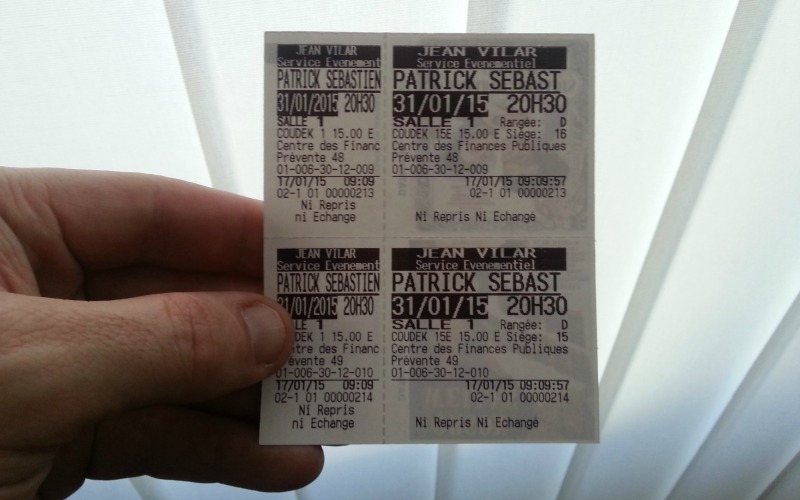 JEAN VILAR
Service Evenement
PATRICK SEBASTIEN
31/01/2015 20H30
SALLE 1
COUDEK 1 15.00 E
Centre des Financ
Prévente 48
01-006-30-12-009
17/01/15 09:09
02-1 01 00000213
Ni Repris
ni Echange
JEAN VILAR
Service Evenementiel
PATRICK SEBAST
31/01/15 20H30
SALLE 1 Rangée: D
COUDEK 15E 15.00 E Siège: 16
Centre des Finances Publiques
Prévente 48
01-006-30-12-009
17/01/15 09:09:57
02-1 01 00000213
Ni Repris Ni Echangé
JEAN VILAR
Service Evenement
PATRICK SEBASTIEN
31/01/2015 20H30
LLE 1
UDEK 1 15.00 E
ntre des Financ
évente 49
01-006-30-12-010
17/01/15 09:09
02-1 01 00000214
Ni Repris
ni Echange
JEAN VILAR
Service Evenementiel
PATRICK SEBAST
31/01/15 20H30
SALLE 1 Rangée: D
COUDEK 15E 15.00 E Siège: 15
Centre des Finances Publiques
Prévente 49
01-006-30-12-010
17/01/15 09:09:57
02-1 01 00000214
Ni Repris Ni Echangé